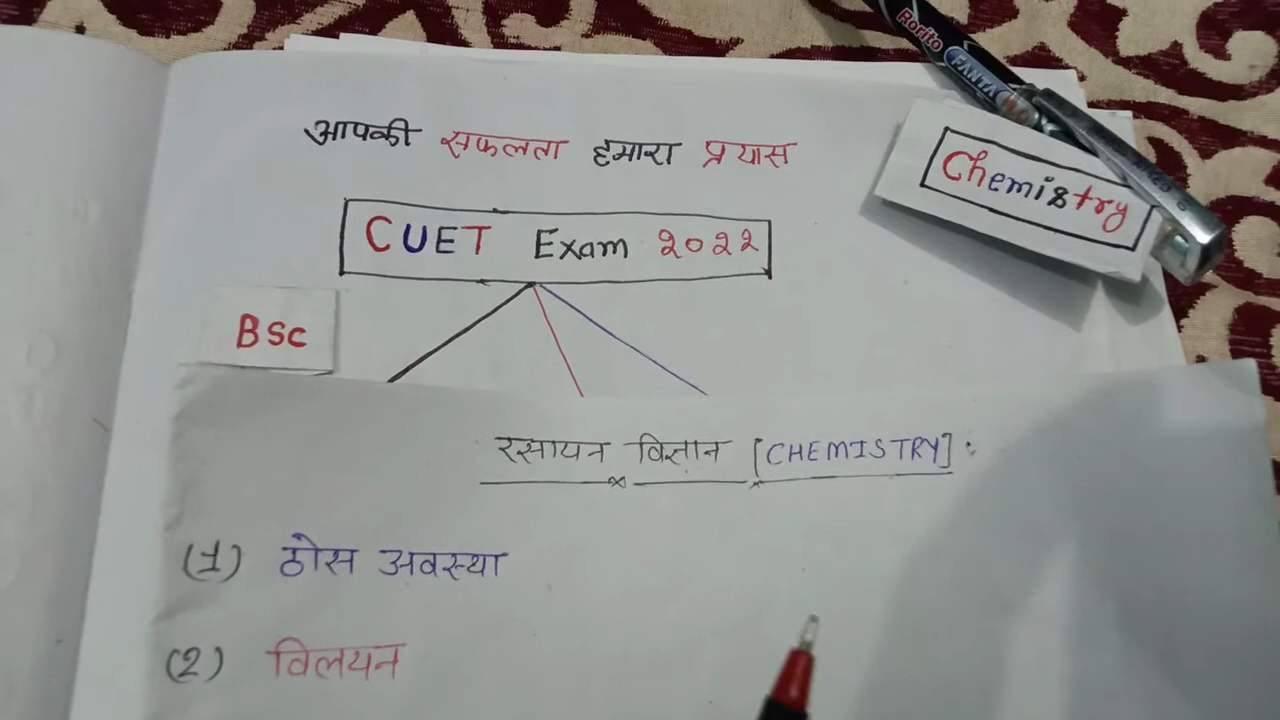 आपकी सफलता हमारा प्रयास
CUET Exam 2022
Chemistry
Rorito
FANTA
BSc
रसायन विज्ञान [CHEMISTRY]:
(1) ठोस अवस्था
(2) विलयन